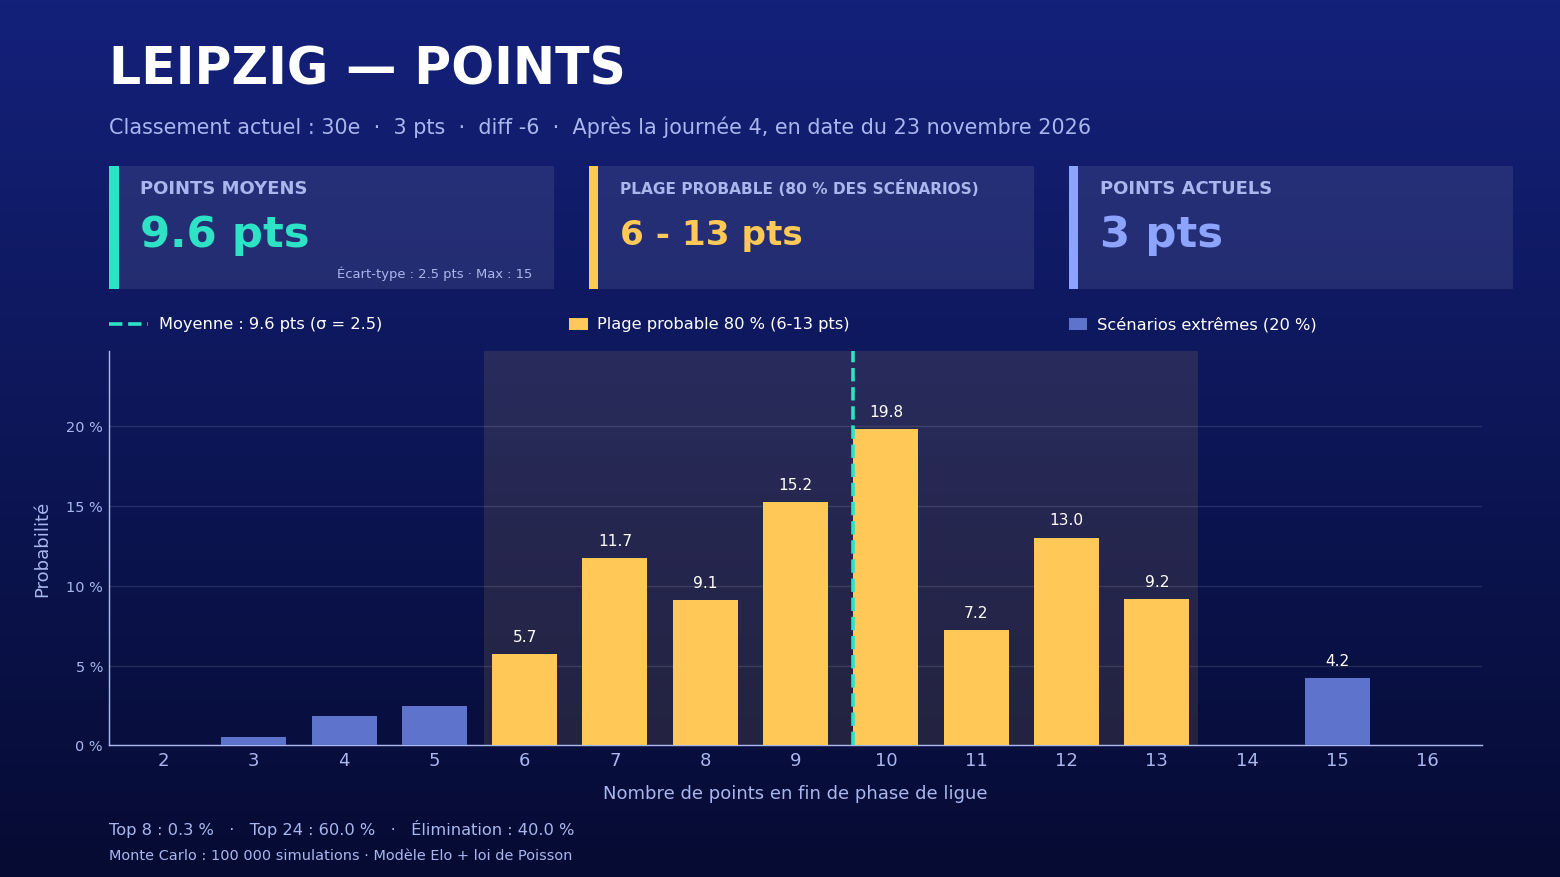 LEIPZIG — POINTS
Classement actuel : 30e · 3 pts · diff -6 · Après la journée 4, en date du 23 novembre 2026
POINTS MOYENS
9.6 pts
Écart-type : 2.5 pts · Max : 15
PLAGE PROBABLE (80 % DES SCÉNARIOS)
6 - 13 pts
POINTS ACTUELS
3 pts
Moyenne : 9.6 pts (σ = 2.5)
Plage probable 80 % (6-13 pts)
Scénarios extrêmes (20 %)
Probabilité
20 %
15 %
10 %
5 %
0 %
5.7
11.7
9.1
15.2
19.8
7.2
13.0
9.2
4.2
2 3 4 5 6 7 8 9 10 11 12 13 14 15 16
Nombre de points en fin de phase de ligue
Top 8 : 0.3 % · Top 24 : 60.0 % · Élimination : 40.0 %
Monte Carlo : 100 000 simulations · Modèle Elo + loi de Poisson